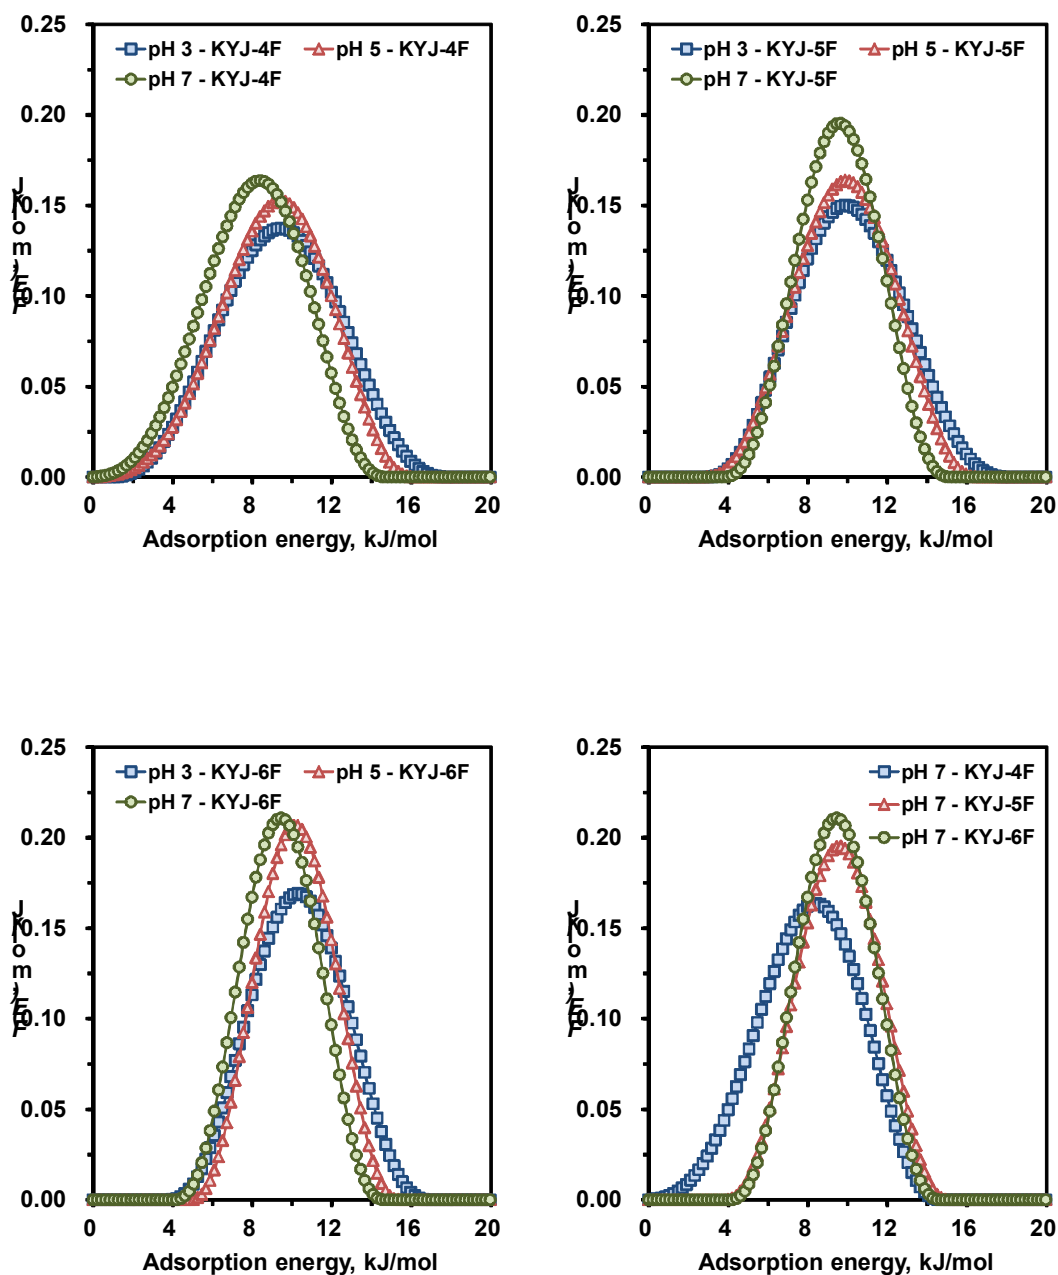 0.25
0.20
0.15
0.10
0.05
0.00
pH 3 - KYJ-4F
pH 5 - KYJ-4F
pH 7 - KYJ-4F
0 4 8 12 16 20
Adsorption energy, kJ/mol
0.25
0.20
0.15
0.10
0.05
0.00
pH 3 - KYJ-5F
pH 5 - KYJ-5F
pH 7 - KYJ-5F
0 4 8 12 16 20
Adsorption energy, kJ/mol
0.25
0.20
0.15
0.10
0.05
0.00
pH 3 - KYJ-6F
pH 5 - KYJ-6F
pH 7 - KYJ-6F
0 4 8 12 16 20
Adsorption energy, kJ/mol
0.25
0.20
0.15
0.10
0.05
0.00
pH 7 - KYJ-4F
pH 7 - KYJ-5F
pH 7 - KYJ-6F
0 4 8 12 16 20
Adsorption energy, kJ/mol